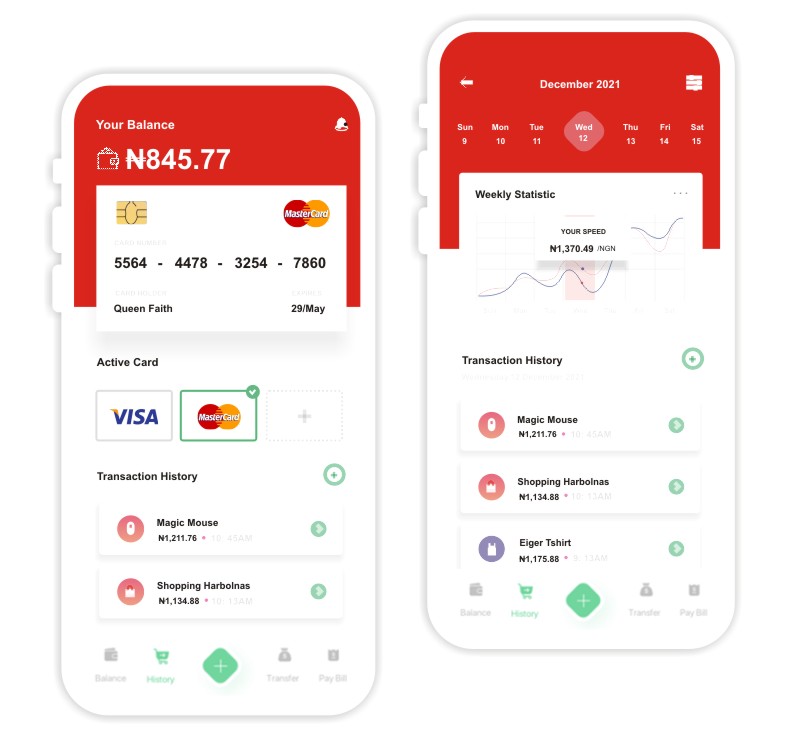 Your Balance
₦845.77
MasterCard
CARD NUMBER
5564 - 4478 - 3254 - 7860
CARD HOLDER
EXPIRES
Queen Faith
29/May
Active Card
VISA
MasterCard
Transaction History
Magic Mouse
₦1,211.76 • 10: 45AM
Shopping Harbolnas
₦1,134.88 • 10: 13AM
Balance
History
Transfer
Pay Bill
December 2021
Sun Mon Tue Wed Thu Fri Sat
9 10 11 12 13 14 15
Weekly Statistic
YOUR SPEED
₦1,370.49 /NGN
Transaction History
Magic Mouse
₦1,211.76 • 10: 45AM
Shopping Harbolnas
₦1,134.88 • 10: 13AM
Eiger Tshirt
₦1,175.88 • 9: 13AM
Balance
History
Transfer
Pay Bill